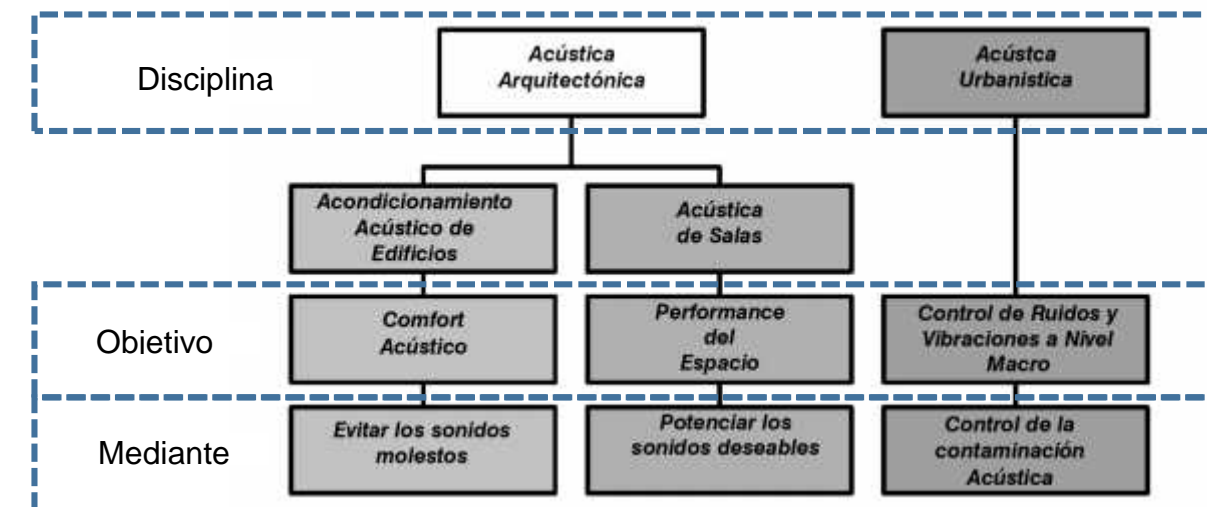 Disciplina
Acústica
Arquitectónica
Acústca
Urbanistica
Acondicionamiento
Acústico de
Edificios
Acústica
de Salas
Objetivo
Comfort
Acústico
Performance
del
Espacio
Control de Ruidos y
Vibraciones a Nivel
Macro
Mediante
Evitar los sonidos
molestos
Potenciar los
sonidos deseables
Control de la
contaminación
Acústica